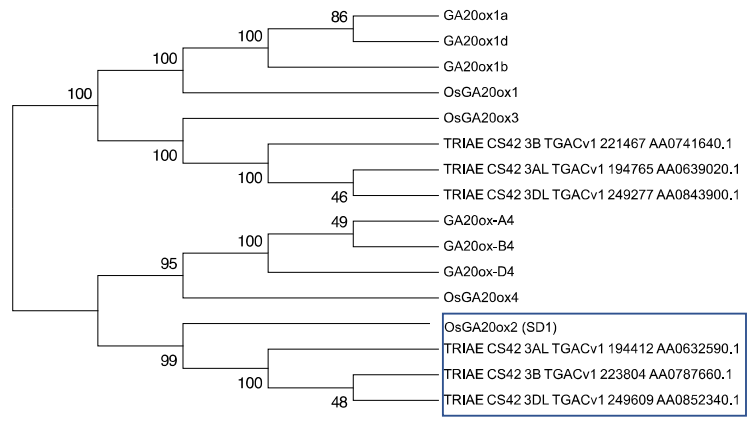 GA20ox1a
86
GA20ox1d
100
GA20ox1b
100
OsGA20ox1
100
OsGA20ox3
100
TRIAE CS42 3B TGACv1 221467 AA0741640.1
TRIAE CS42 3AL TGACv1 194765 AA0639020.1
100
46
TRIAE CS42 3DL TGACv1 249277 AA0843900.1
49
GA20ox-A4
100
GA20ox-B4
95
GA20ox-D4
OsGA20ox4
OsGA20ox2 (SD1)
99
TRIAE CS42 3AL TGACv1 194412 AA0632590.1
100
TRIAE CS42 3B TGACv1 223804 AA0787660.1
48
TRIAE CS42 3DL TGACv1 249609 AA0852340.1